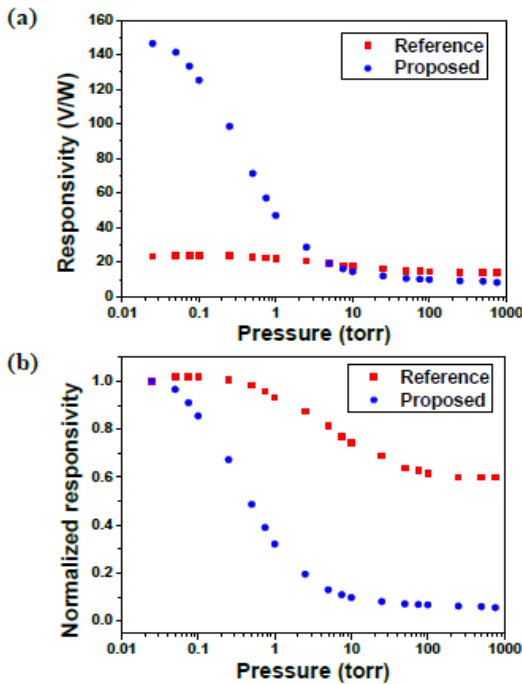 (a)
160
140
120
100
80
60
40
20
0
Responsivity (V/W)
Reference
Proposed
0.01 0.1 1 10 100 1000
Pressure (torr)
(b)
1.0
0.8
0.6
0.4
0.2
0.0
Normalized responsivity
Reference
Proposed
0.01 0.1 1 10 100 1000
Pressure (torr)